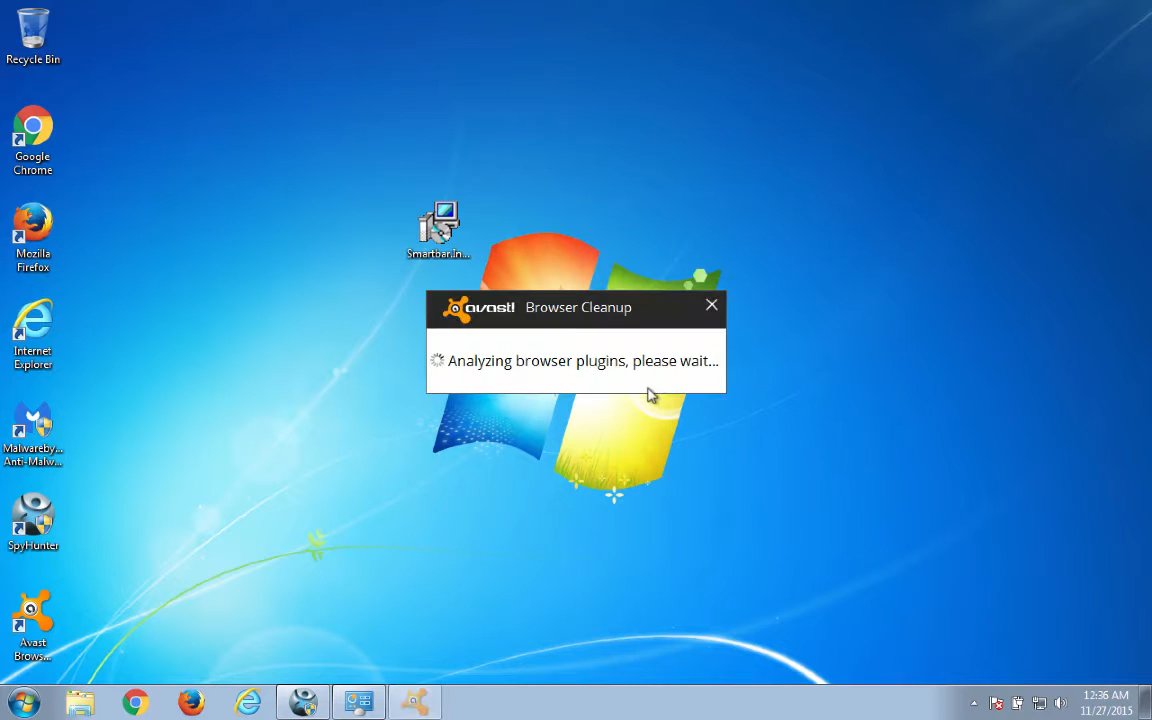 Recycle Bin
Google
Chrome
Mozilla
Firefox
Internet
Explorer
Malwareby...
Anti-Malw...
SpyHunter
Avast
Brows...
Smartbar.In...
avast! Browser Cleanup
Analyzing browser plugins, please wait...
12:36 AM
11/27/2015